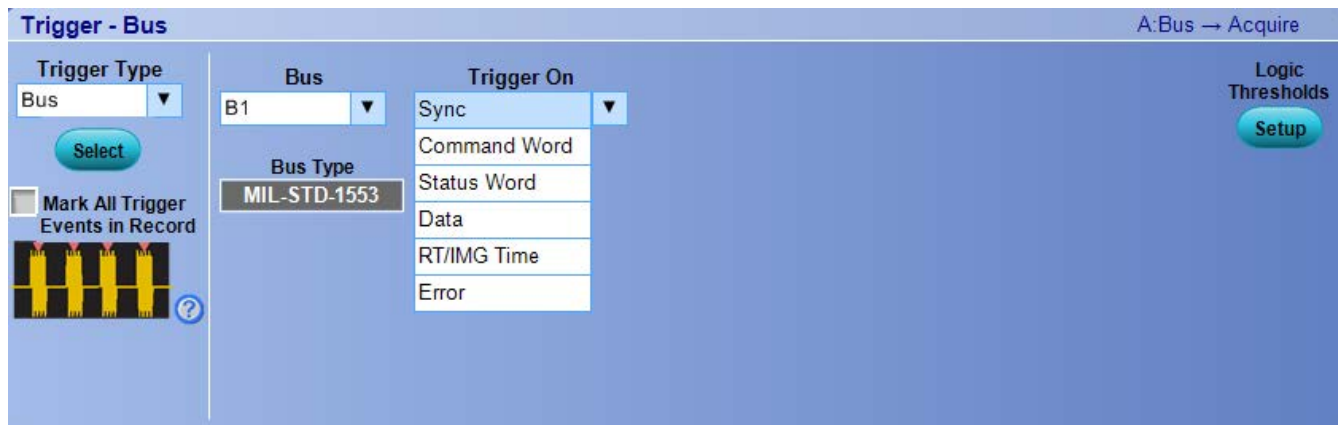 Trigger - Bus
A:Bus → Acquire
Trigger Type
Bus
Select
Mark All Trigger
Events in Record
?
Bus
B1
Bus Type
MIL-STD-1553
Trigger On
Sync
Command Word
Status Word
Data
RT/IMG Time
Error
Logic
Thresholds
Setup